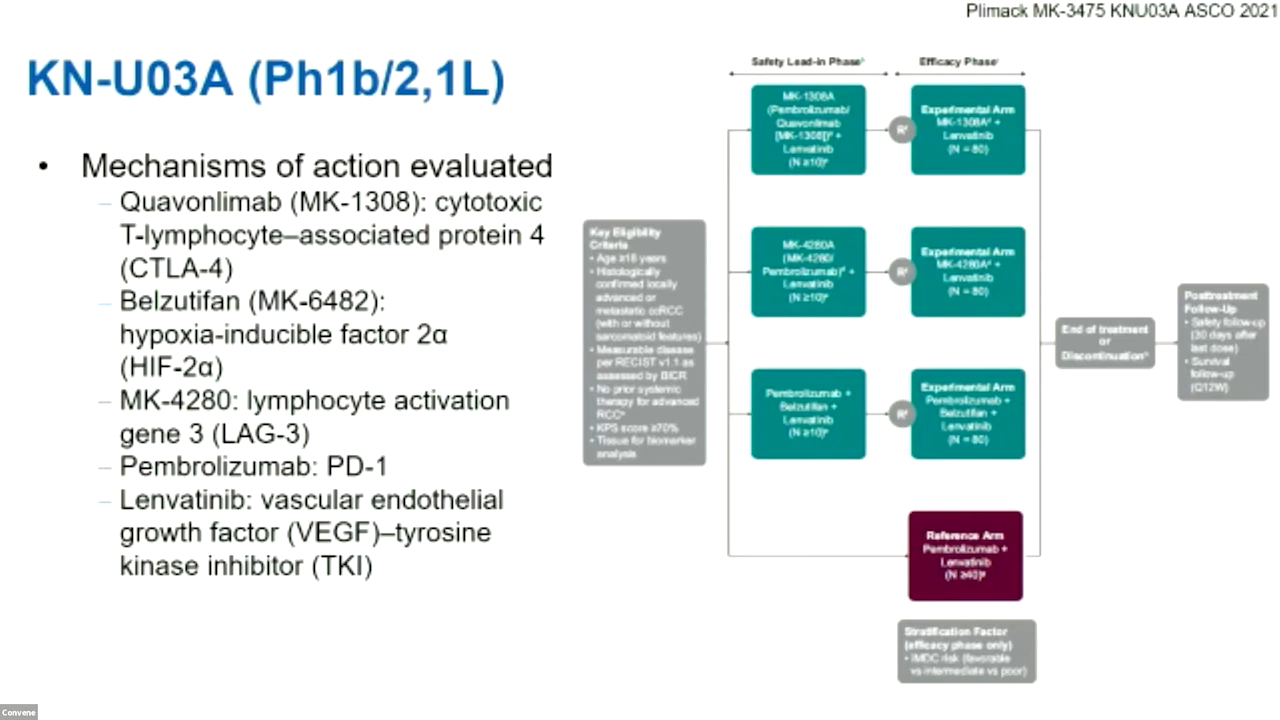 Plimack MK-3475 KNU03A ASCO 2021
KN-U03A (Ph1b/2,1L)
• Mechanisms of action evaluated
– Quavonlimab (MK-1308): cytotoxic
T-lymphocyte–associated protein 4
(CTLA-4)
– Belzutifan (MK-6482):
hypoxia-inducible factor 2α
(HIF-2α)
– MK-4280: lymphocyte activation
gene 3 (LAG-3)
– Pembrolizumab: PD-1
– Lenvatinib: vascular endothelial
growth factor (VEGF)–tyrosine
kinase inhibitor (TKI)
Safety Lead-in Phase
Efficacy Phase
Key Eligibility
Criteria
• Age ≥18 years
• Histologically
confirmed locally
advanced or
metastatic ccRCC
(with or without
sarcomatoid features)
• Measurable disease
per RECIST v1.1 as
assessed by BICR
• No prior systemic
therapy for advanced
RCC
• KPS score ≥70%
• Tissue for biomarker
analysis
MK-1308A
(Pembrolizumab/
Quavonlimab
[MK-1308]) +
Lenvatinib
(N ≥10)
R
Experimental Arm
MK-1308A +
Lenvatinib
(N = 80)
MK-4280A
(MK-4280/
Pembrolizumab) +
Lenvatinib
(N ≥10)
R
Experimental Arm
MK-4280A +
Lenvatinib
(N = 80)
Pembrolizumab +
Belzutifan +
Lenvatinib
(N ≥10)
R
Experimental Arm
Pembrolizumab +
Belzutifan +
Lenvatinib
(N = 80)
Reference Arm
Pembrolizumab +
Lenvatinib
(N ≥40)
End of treatment
or
Discontinuation
Posttreatment
Follow-Up
• Safety follow-up
(30 days after
last dose)
• Survival
follow-up
(Q12W)
Stratification Factor
(efficacy phase only)
• IMDC risk (favorable
vs intermediate vs poor)
Convene